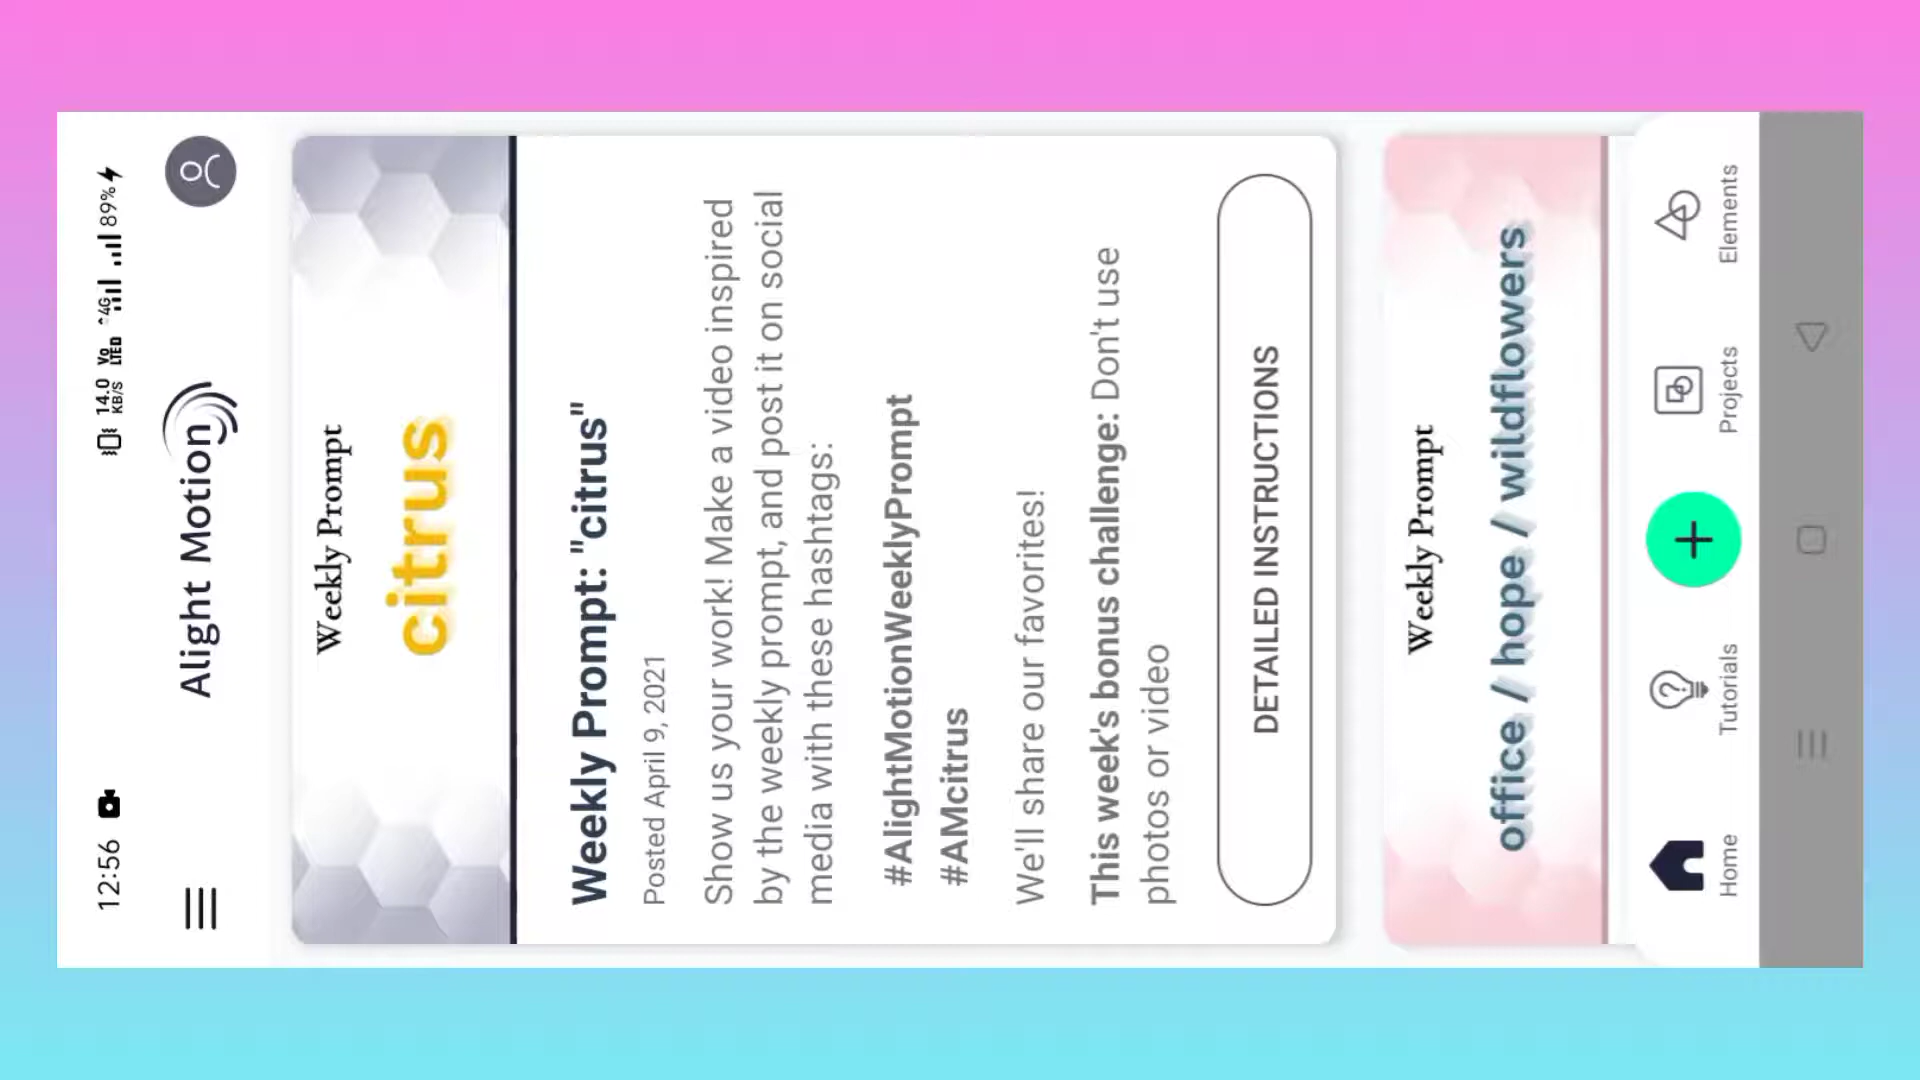 12:56
14.0 KB/S Vo LTED 4G 89%
Alight Motion
Weekly Prompt
citrus
Weekly Prompt: "citrus"
Posted April 9, 2021
Show us your work! Make a video inspired
by the weekly prompt, and post it on social
media with these hashtags:
#AlightMotionWeeklyPrompt
#AMcitrus
We'll share our favorites!
This week's bonus challenge: Don't use
photos or video
DETAILED INSTRUCTIONS
Weekly Prompt
office / hope / wildflowers
Home
Tutorials
Projects
Elements